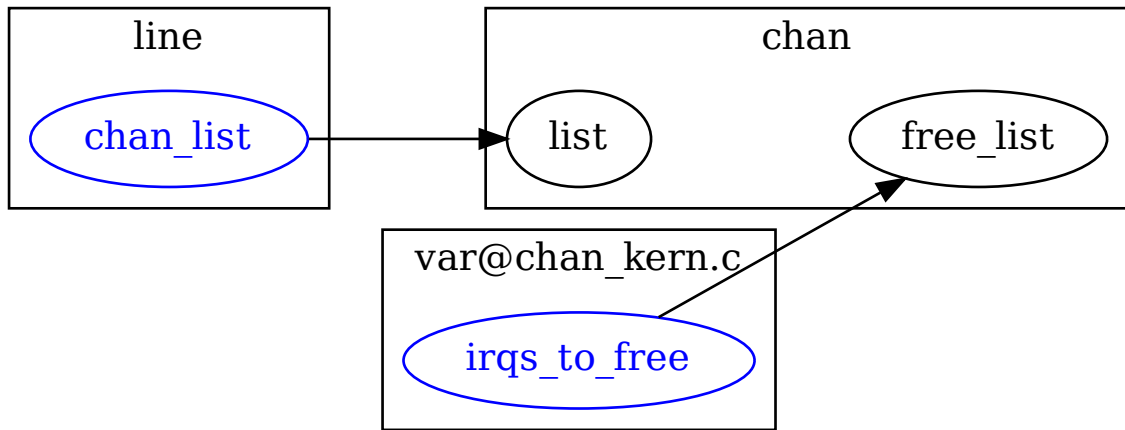 line
chan
chan_list
list
free_list
var@chan_kern.c
irqs_to_free